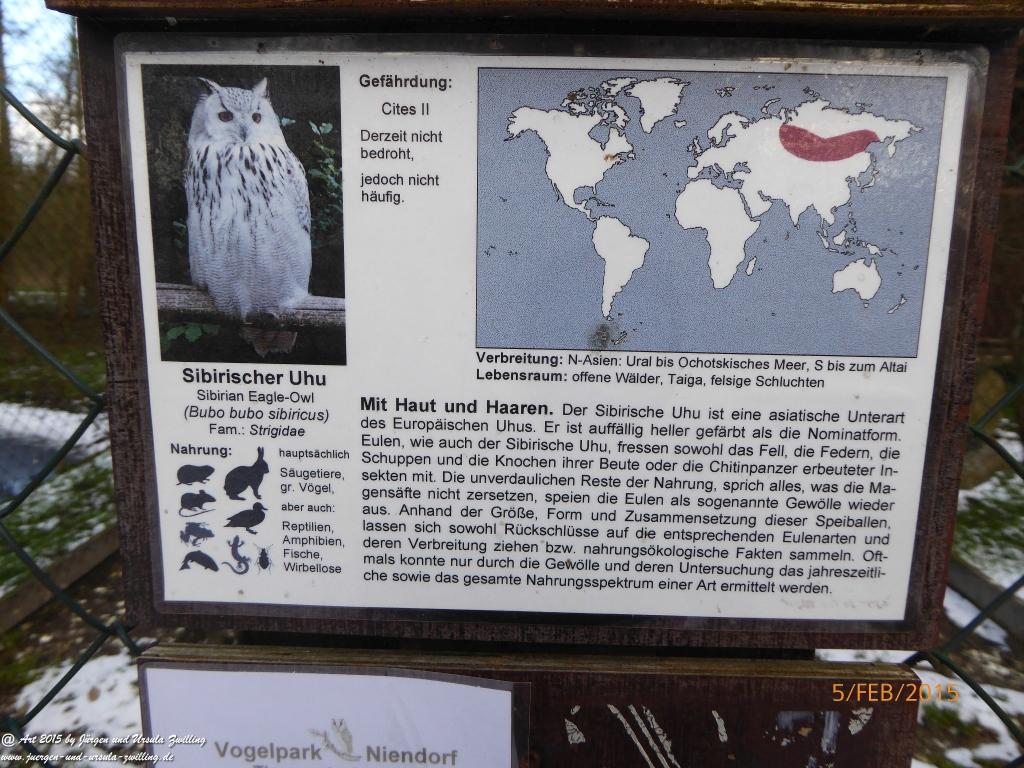 Gefährdung:
Cites II
Derzeit nicht
bedroht,
jedoch nicht
häufig.
Verbreitung: N-Asien: Ural bis Ochotskisches Meer, S bis zum Altai
Lebensraum: offene Wälder, Taiga, felsige Schluchten
Sibirischer Uhu
Sibirian Eagle-Owl
(Bubo bubo sibiricus)
Fam.: Strigidae
Nahrung:
hauptsächlich
Säugetiere,
gr. Vögel,
aber auch:
Reptilien,
Amphibien,
Fische,
Wirbellose
Mit Haut und Haaren. Der Sibirische Uhu ist eine asiatische Unterart
des Europäischen Uhus. Er ist auffällig heller gefärbt als die Nominatform.
Eulen, wie auch der Sibirische Uhu, fressen sowohl das Fell, die Federn, die
Schuppen und die Knochen ihrer Beute oder die Chitinpanzer erbeuteter In-
sekten mit. Die unverdaulichen Reste der Nahrung, sprich alles, was die Ma-
gensäfte nicht zersetzen, speien die Eulen als sogenannte Gewölle wieder
aus. Anhand der Größe, Form und Zusammensetzung dieser Speiballen,
lassen sich sowohl Rückschlüsse auf die entsprechenden Eulenarten und
deren Verbreitung ziehen bzw. nahrungsökologische Fakten sammeln. Oft-
mals konnte nur durch die Gewölle und deren Untersuchung das jahreszeitli-
che sowie das gesamte Nahrungsspektrum einer Art ermittelt werden.
5/FEB/2015
Vogelpark Niendorf
@ Art 2015 by Jürgen und Ursula Zwilling
www.juergen-und-ursula-zwilling.de